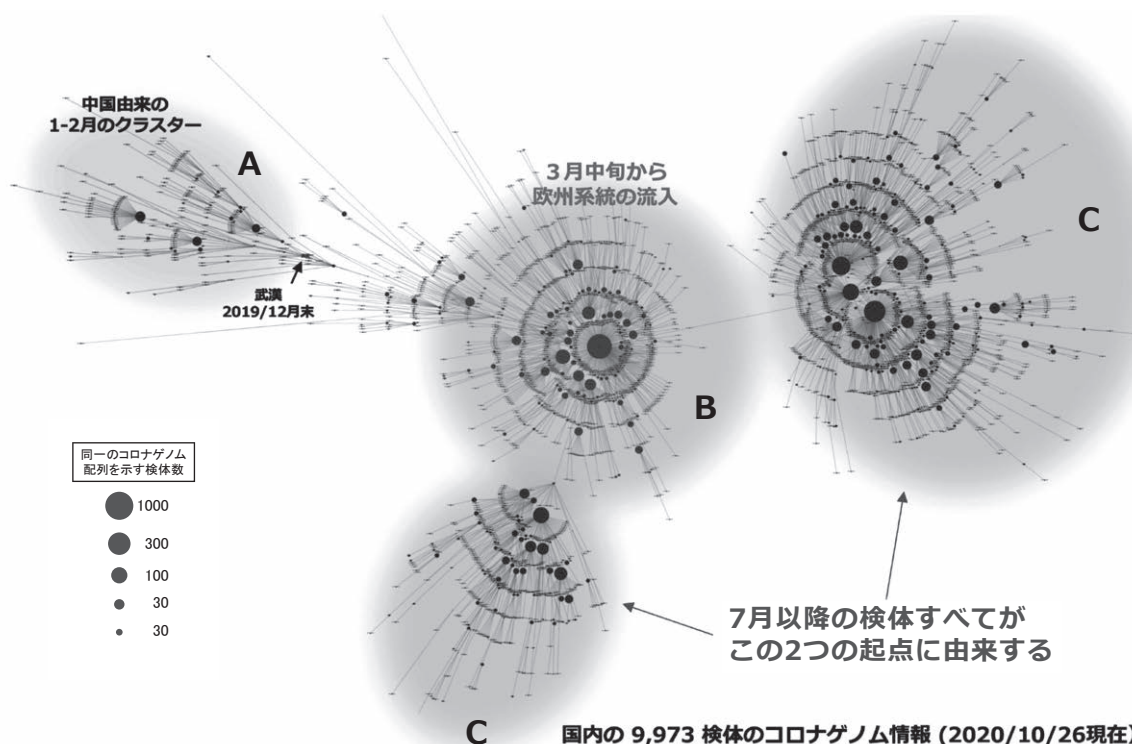 中国由来の
1-2月のクラスター
A
武漢
2019/12月末
3月中旬から
欧州系統の流入
B
C
同一のコロナゲノム
配列を示す検体数
1000
300
100
30
30
7月以降の検体すべてが
この2つの起点に由来する
C
国内の 9,973 検体のコロナゲノム情報 (2020/10/26現在)